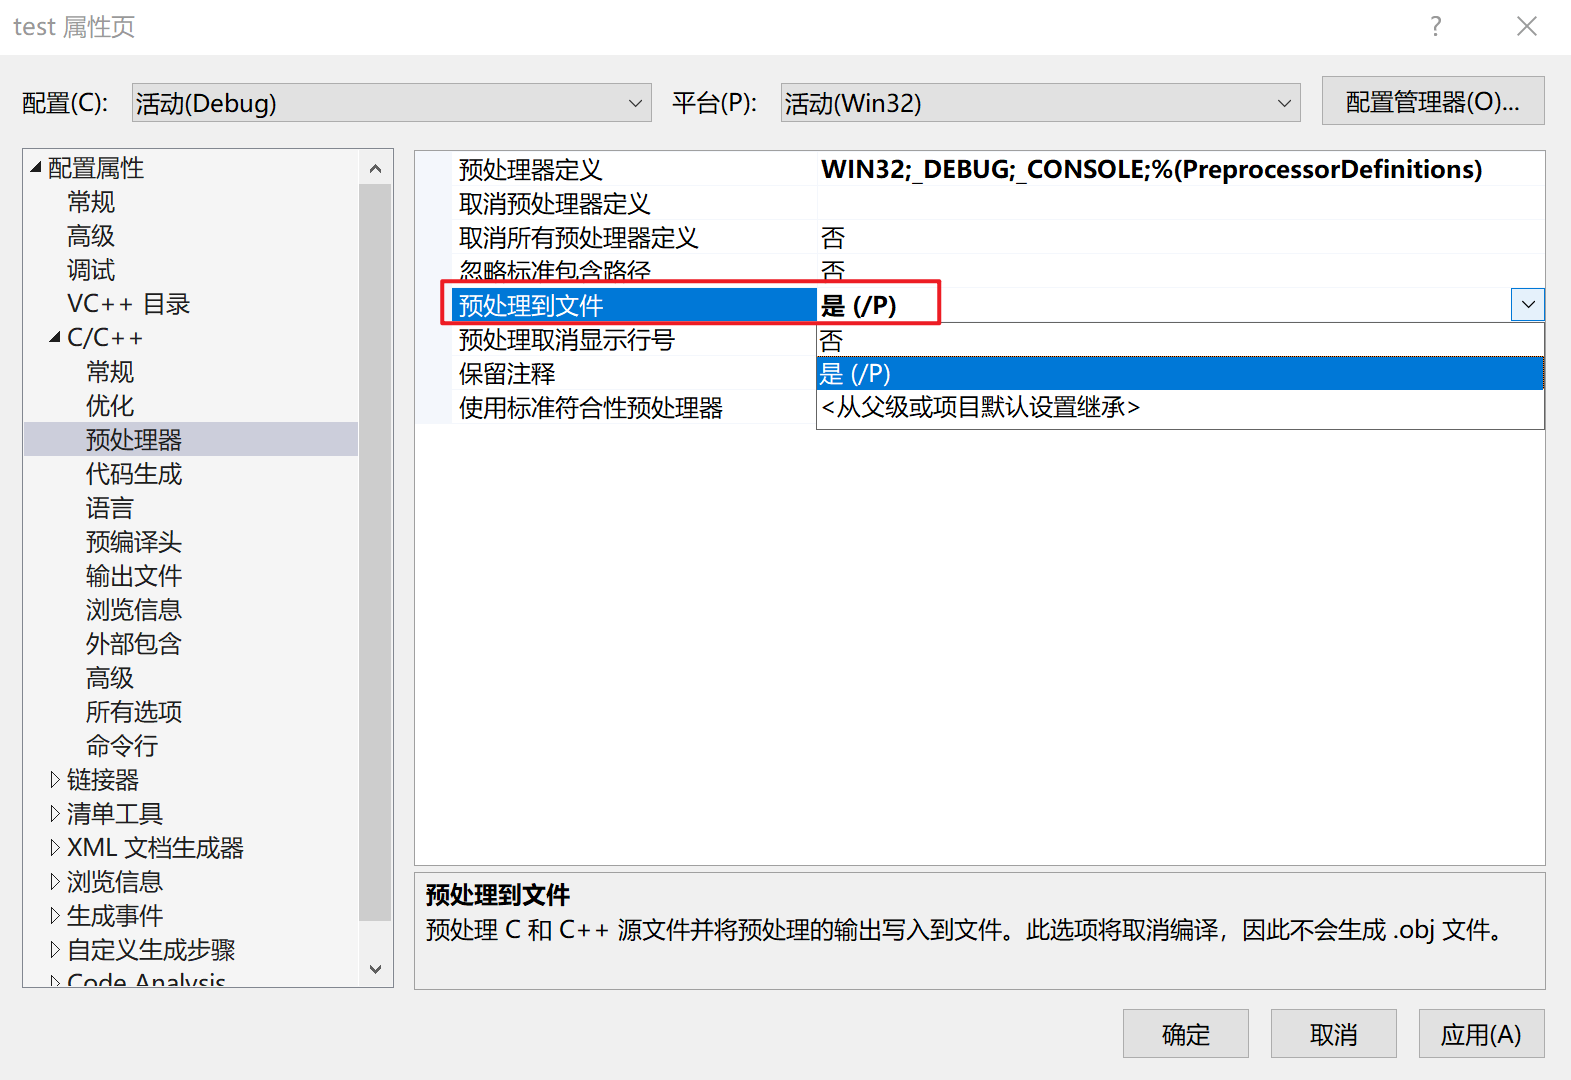 test 属性页
?
配置(C): 活动(Debug) 平台(P): 活动(Win32) 配置管理器(O)...
配置属性
常规
高级
调试
VC++ 目录
C/C++
常规
优化
预处理器
代码生成
语言
预编译头
输出文件
浏览信息
外部包含
高级
所有选项
命令行
链接器
清单工具
XML 文档生成器
浏览信息
生成事件
自定义生成步骤
Code Analysis
预处理器定义 WIN32;_DEBUG;_CONSOLE;%(PreprocessorDefinitions)
取消预处理器定义
取消所有预处理器定义 否
忽略标准包含路径 否
预处理到文件 是 (/P)
预处理取消显示行号 否
保留注释 是 (/P)
使用标准符合性预处理器 <从父级或项目默认设置继承>
预处理到文件
预处理 C 和 C++ 源文件并将预处理的输出写入到文件。此选项将取消编译，因此不会生成 .obj 文件。
确定 取消 应用(A)